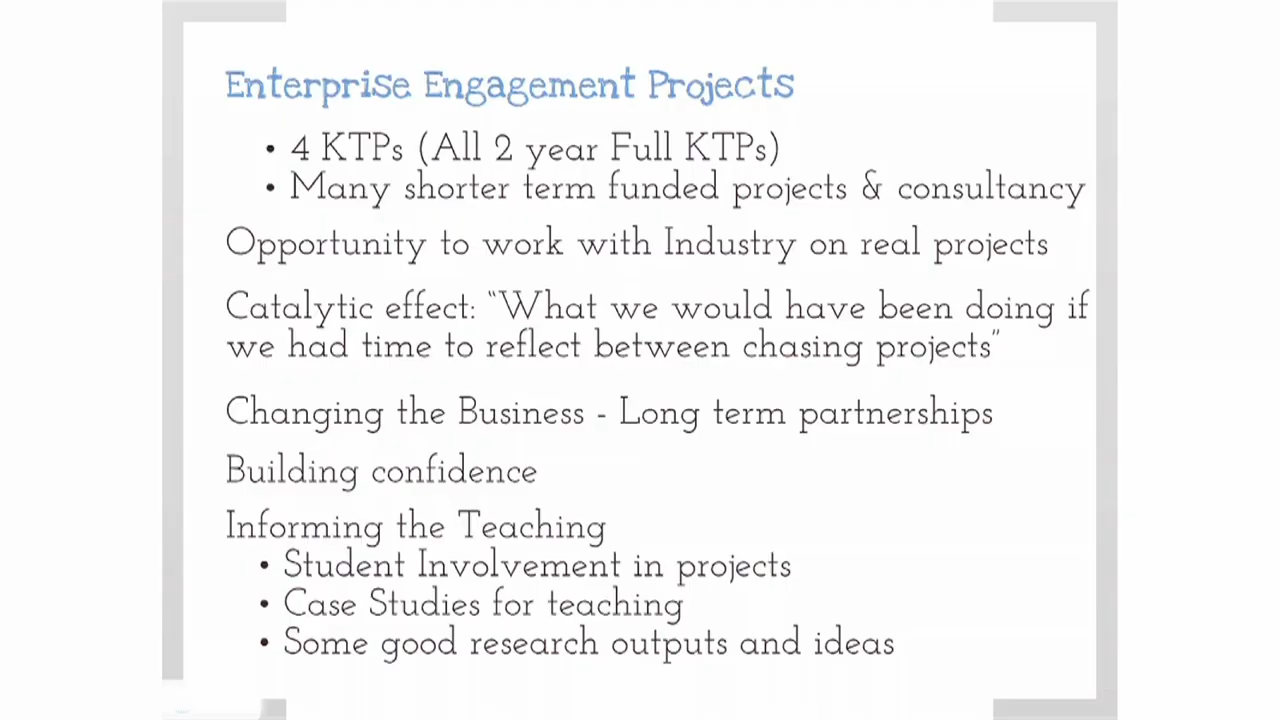 Enterprise Engagement Projects
• 4 KTPs (All 2 year Full KTPs)
• Many shorter term funded projects & consultancy
Opportunity to work with Industry on real projects
Catalytic effect: "What we would have been doing if
we had time to reflect between chasing projects"
Changing the Business - Long term partnerships
Building confidence
Informing the Teaching
• Student Involvement in projects
• Case Studies for teaching
• Some good research outputs and ideas